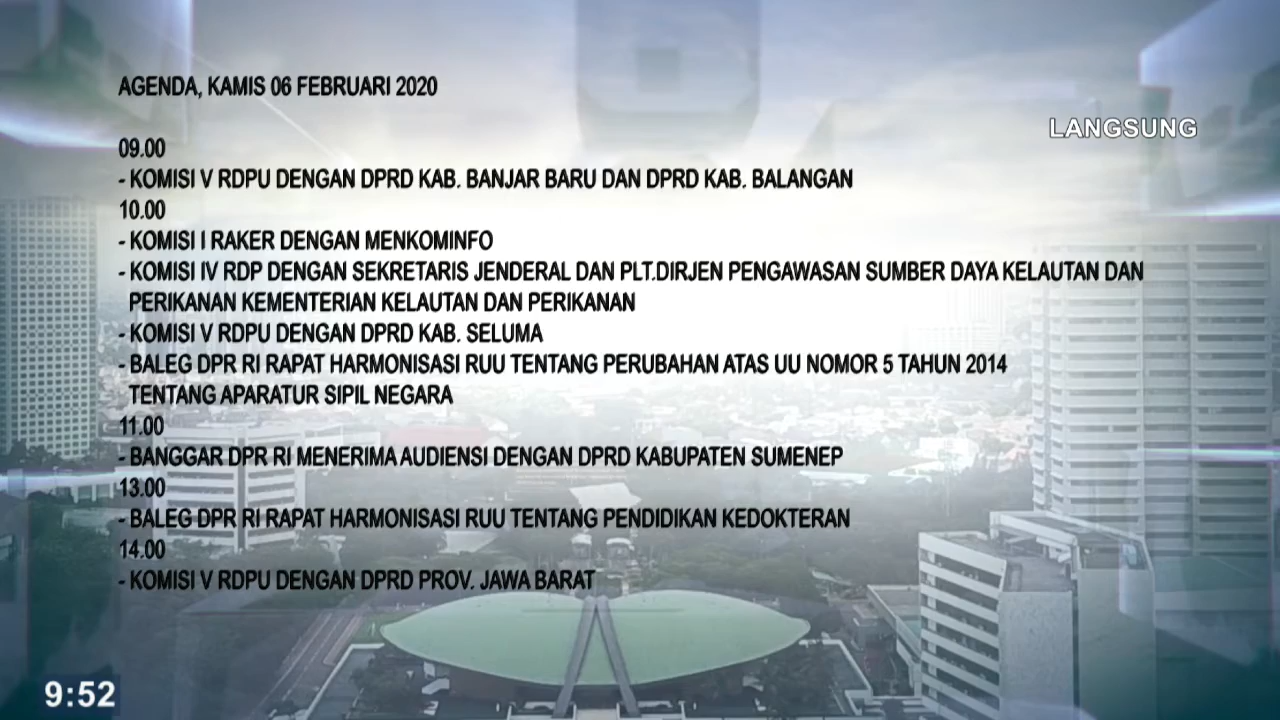 AGENDA, KAMIS 06 FEBRUARI 2020
LANGSUNG
09.00
- KOMISI V RDPU DENGAN DPRD KAB. BANJAR BARU DAN DPRD KAB. BALANGAN
10.00
- KOMISI I RAKER DENGAN MENKOMINFO
- KOMISI IV RDP DENGAN SEKRETARIS JENDERAL DAN PLT.DIRJEN PENGAWASAN SUMBER DAYA KELAUTAN DAN
PERIKANAN KEMENTERIAN KELAUTAN DAN PERIKANAN
- KOMISI V RDPU DENGAN DPRD KAB. SELUMA
- BALEG DPR RI RAPAT HARMONISASI RUU TENTANG PERUBAHAN ATAS UU NOMOR 5 TAHUN 2014
TENTANG APARATUR SIPIL NEGARA
11.00
- BANGGAR DPR RI MENERIMA AUDIENSI DENGAN DPRD KABUPATEN SUMENEP
13.00
- BALEG DPR RI RAPAT HARMONISASI RUU TENTANG PENDIDIKAN KEDOKTERAN
14.00
- KOMISI V RDPU DENGAN DPRD PROV. JAWA BARAT
9:52